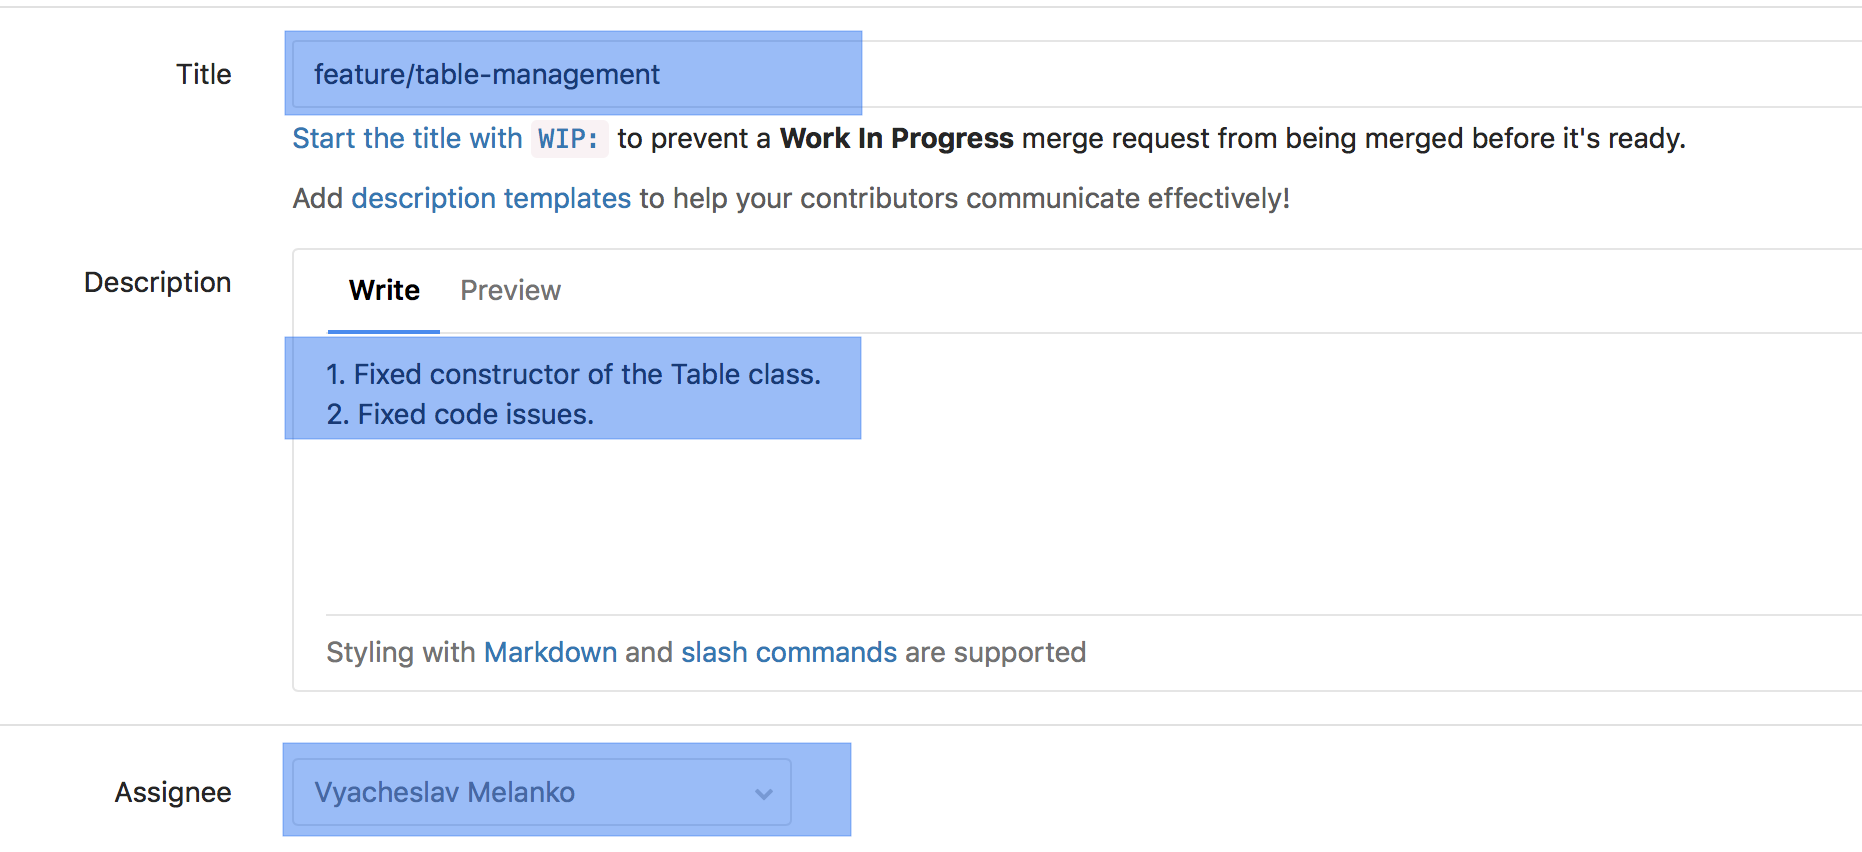 Title
feature/table-management
Start the title with WIP: to prevent a Work In Progress merge request from being merged before it's ready.
Add description templates to help your contributors communicate effectively!
Description
Write Preview
1. Fixed constructor of the Table class.
2. Fixed code issues.
Styling with Markdown and slash commands are supported
Assignee
Vyacheslav Melanko